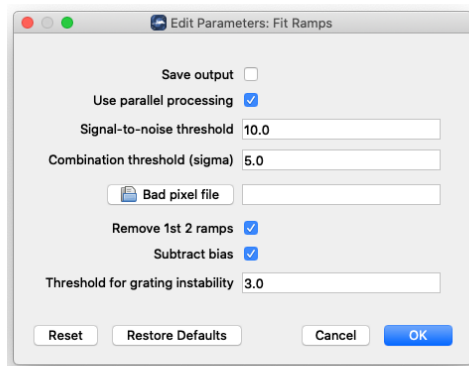 Edit Parameters: Fit Ramps
Save output
Use parallel processing
Signal-to-noise threshold 10.0
Combination threshold (sigma) 5.0
Bad pixel file
Remove 1st 2 ramps
Subtract bias
Threshold for grating instability 3.0
Reset Restore Defaults Cancel OK